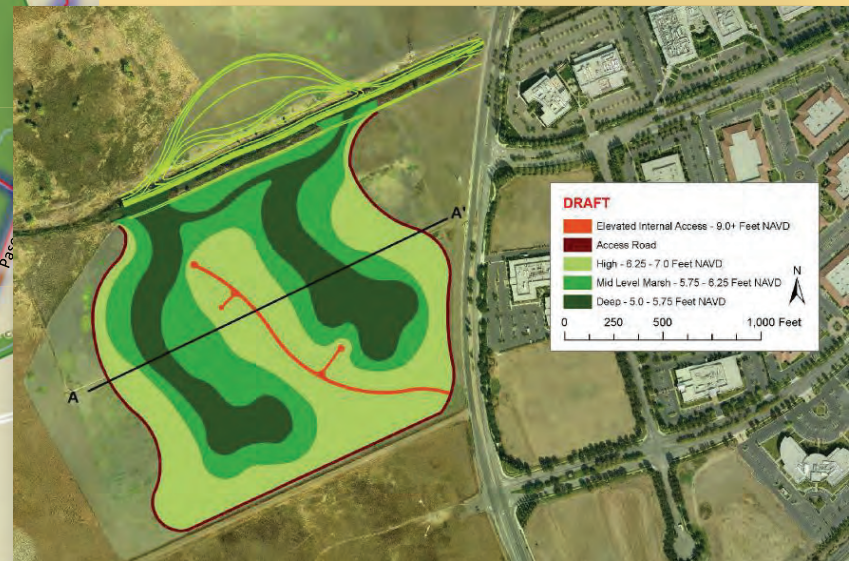 A'
A
DRAFT
Elevated Internal Access - 9.0+ Feet NAVD
Access Road
High - 6.25 - 7.0 Feet NAVD
Mid Level Marsh - 5.75 - 6.25 Feet NAVD
Deep - 5.0 - 5.75 Feet NAVD
N
0 250 500 1,000 Feet